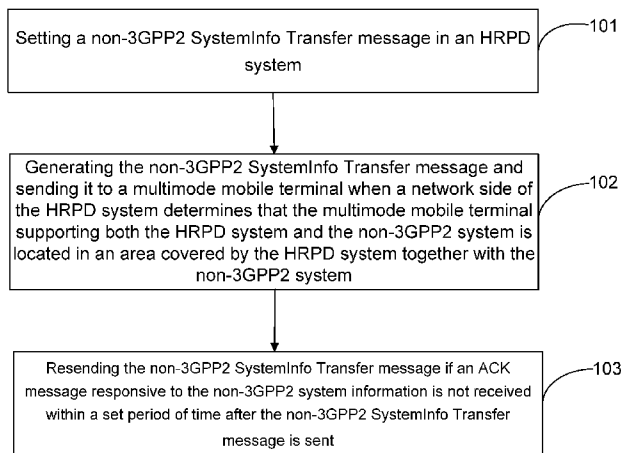 Setting a non-3GPP2 SystemInfo Transfer message in an HRPD
system
101
Generating the non-3GPP2 SystemInfo Transfer message and
sending it to a multimode mobile terminal when a network side of
the HRPD system determines that the multimode mobile terminal
supporting both the HRPD system and the non-3GPP2 system is
located in an area covered by the HRPD system together with the
non-3GPP2 system
102
Resending the non-3GPP2 SystemInfo Transfer message if an ACK
message responsive to the non-3GPP2 system information is not received
within a set period of time after the non-3GPP2 SystemInfo Transfer
message is sent
103